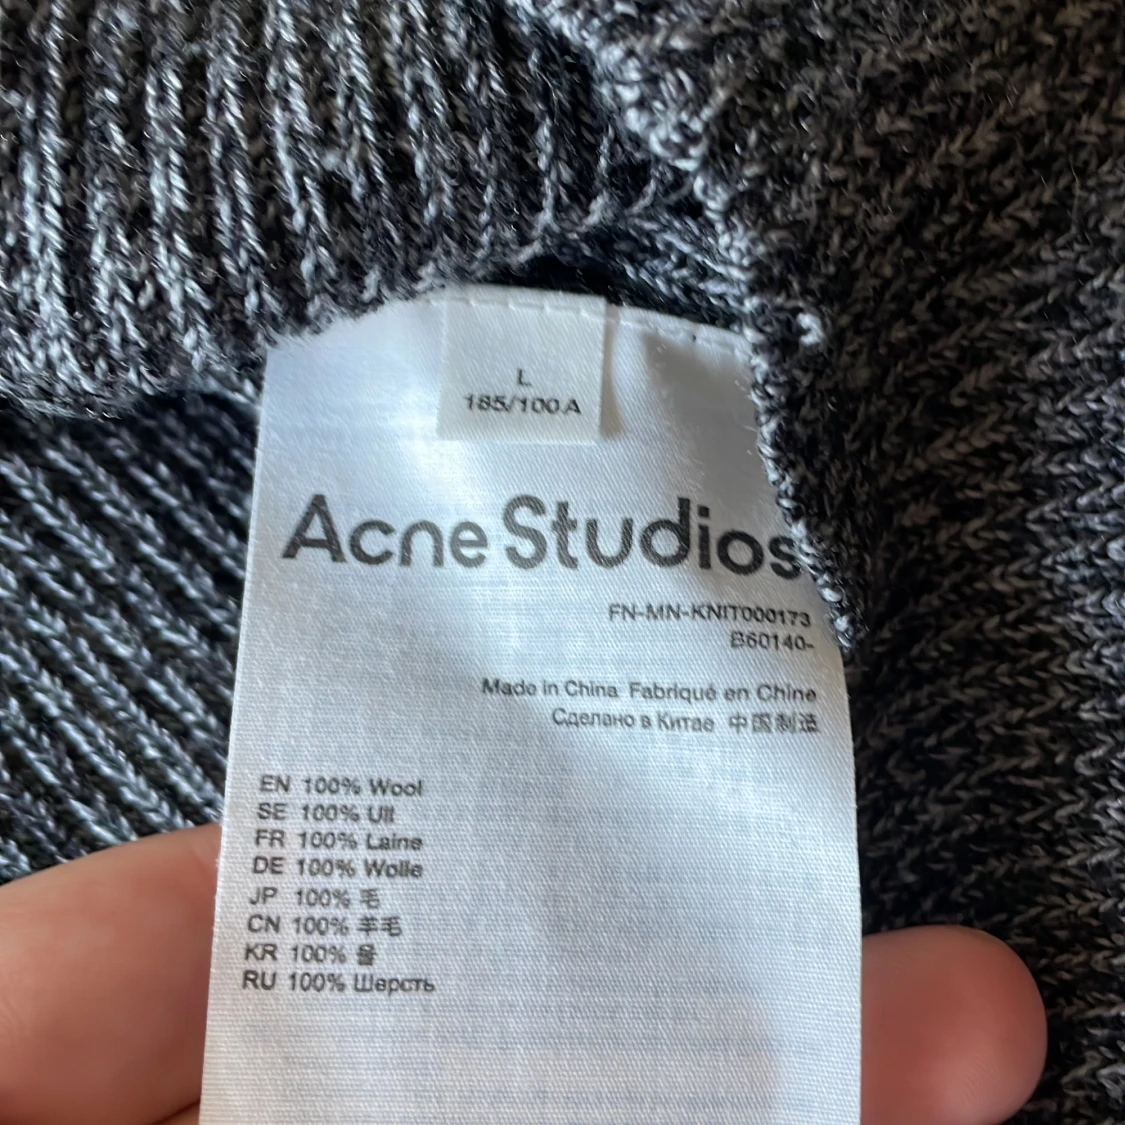 L
185/100A
Acne Studios
FN-MN-KNIT000173
B60140-
Made in China Fabriqué en Chine
Сделано в Китае 中国制造
EN 100% Wool
SE 100% Ull
FR 100% Laine
DE 100% Wolle
JP 100% 毛
CN 100% 羊毛
KR 100% 울
RU 100% Шерсть